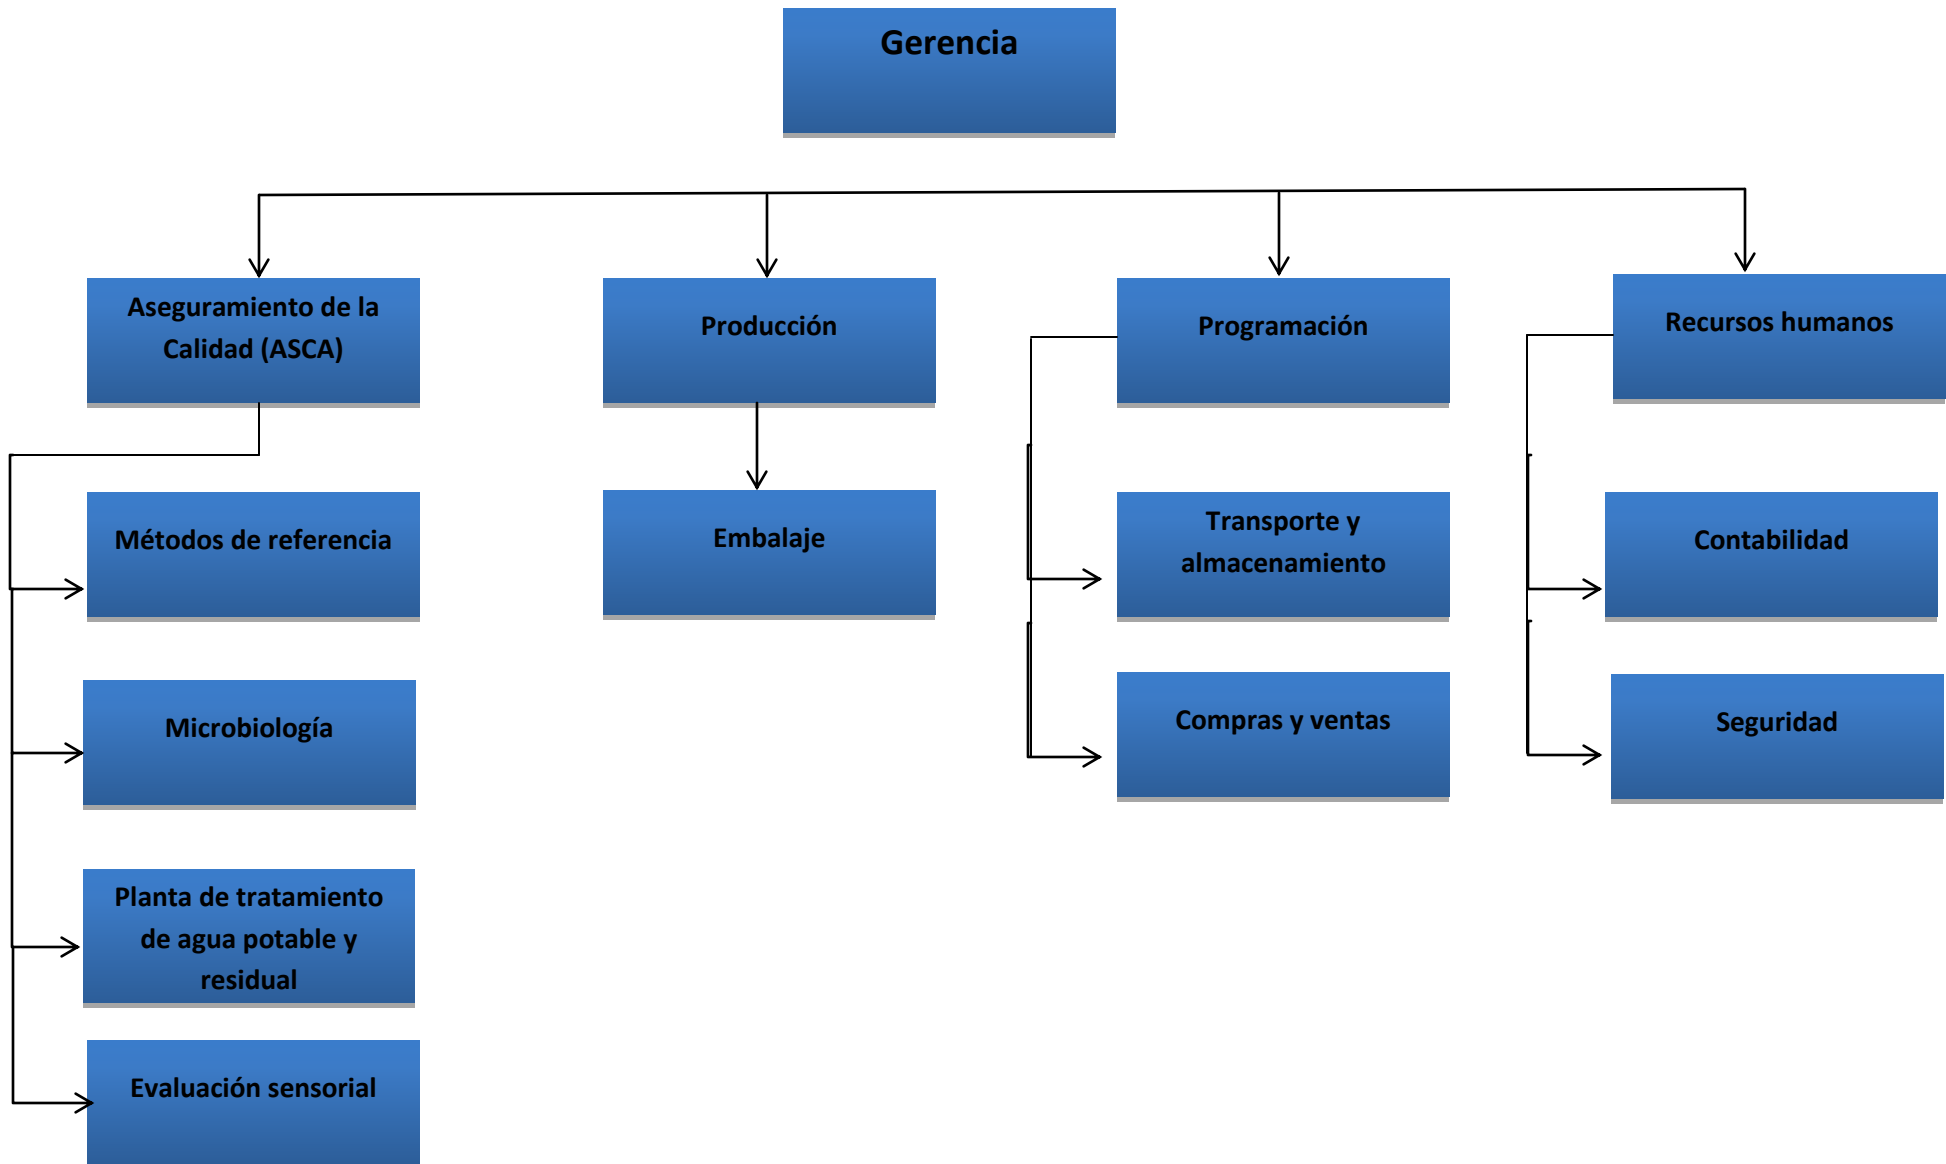 Gerencia
Aseguramiento de la
Calidad (ASCA)
Producción
Programación
Recursos humanos
Métodos de referencia
Embalaje
Transporte y
almacenamiento
Contabilidad
Microbiología
Compras y ventas
Seguridad
Planta de tratamiento
de agua potable y
residual
Evaluación sensorial